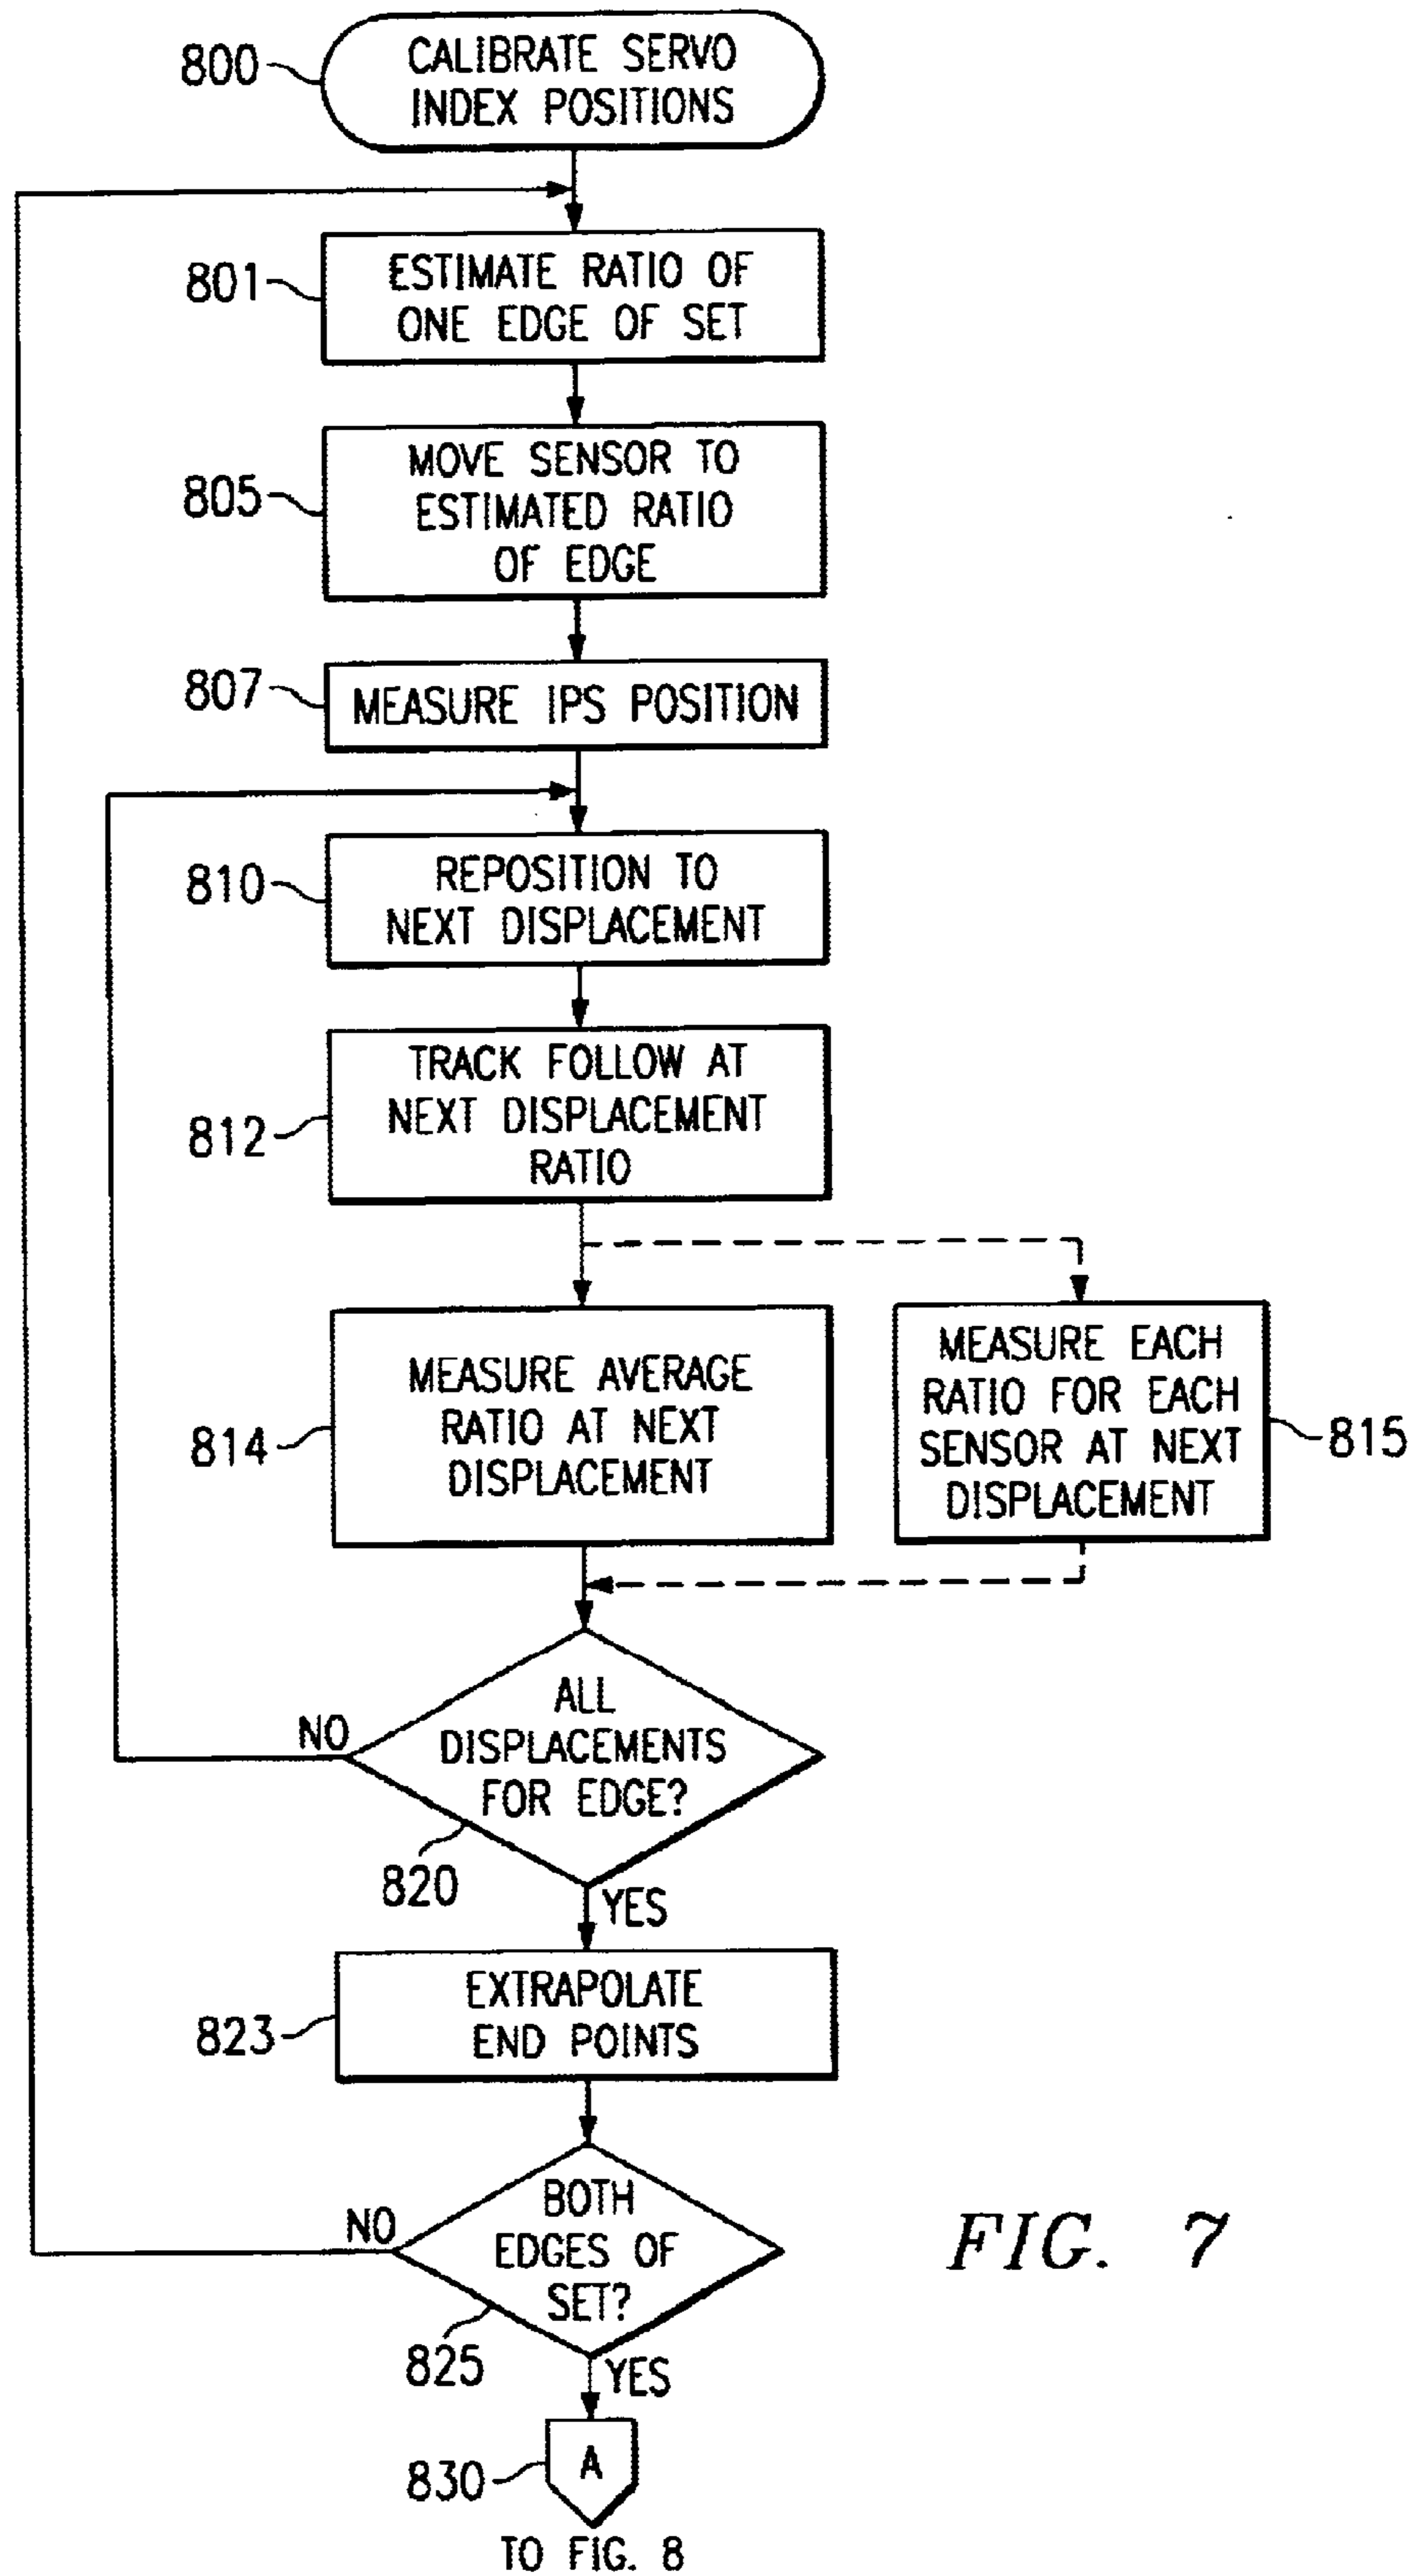 800
CALIBRATE SERVO
INDEX POSITIONS
801
ESTIMATE RATIO OF
ONE EDGE OF SET
805
MOVE SENSOR TO
ESTIMATED RATIO
OF EDGE
807
MEASURE IPS POSITION
810
REPOSITION TO
NEXT DISPLACEMENT
812
TRACK FOLLOW AT
NEXT DISPLACEMENT
RATIO
814
MEASURE AVERAGE
RATIO AT NEXT
DISPLACEMENT
MEASURE EACH
RATIO FOR EACH
SENSOR AT NEXT
DISPLACEMENT
815
NO
ALL
DISPLACEMENTS
FOR EDGE?
820
YES
823
EXTRAPOLATE
END POINTS
NO
BOTH
EDGES OF
SET?
825
YES
830
A
TO FIG. 8
FIG. 7